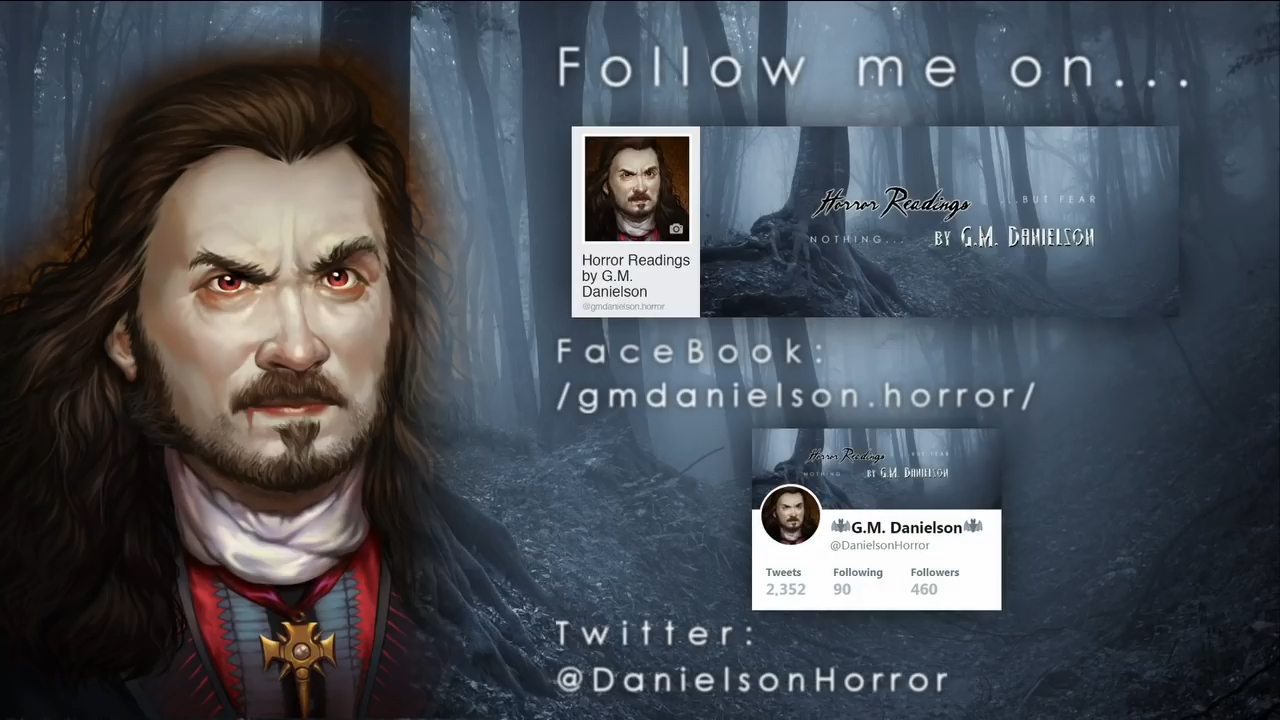 Follow me on...
Horror Readings
...BUT FEAR
NOTHING...
BY G.M. DANIELSON
Horror Readings
by G.M.
Danielson
@gmdanielson.horror
FaceBook:
/gmdanielson.horror/
Horror Readings
...BUT FEAR
NOTHING...
BY G.M. DANIELSON
G.M. Danielson
@DanielsonHorror
Tweets Following Followers
2,352 90 460
Twitter:
@DanielsonHorror